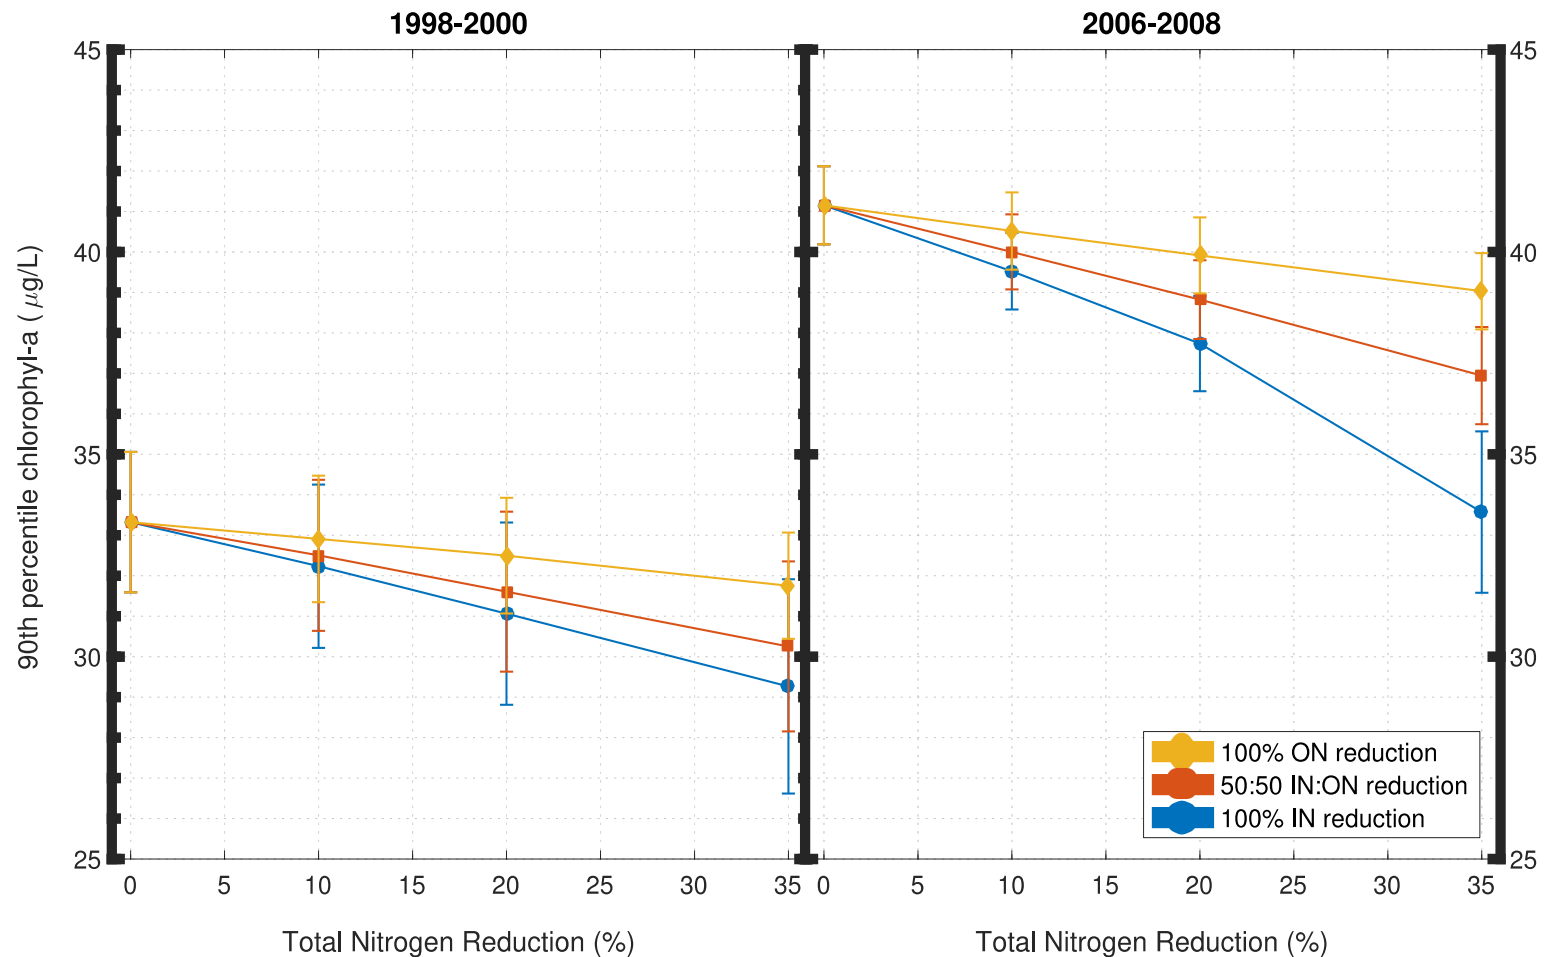 1998-2000
2006-2008
90th percentile chlorophyl-a ( μg/L)
45
40
35
30
25
0 5 10 15 20 25 30 35
Total Nitrogen Reduction (%)
45
40
35
30
25
0 5 10 15 20 25 30 35
Total Nitrogen Reduction (%)
100% ON reduction
50:50 IN:ON reduction
100% IN reduction